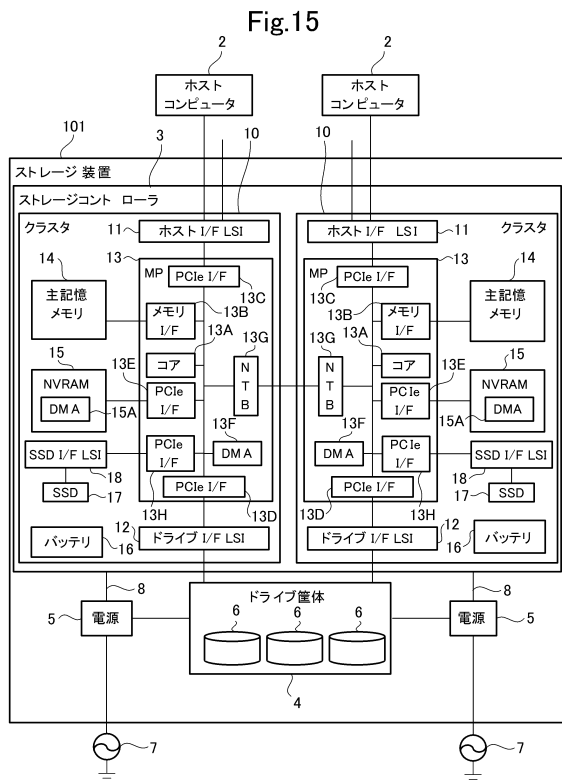 Fig.15
2
2
ホスト
コンピュータ
ホスト
コンピュータ
101
3
10
10
ストレージ 装置
ストレージコント ローラ
クラスタ
クラスタ
11
ホスト I/F LSI
ホスト I/F LSI
11
13
13
14
14
MP
PCIe I/F
13C
MP
PCIe I/F
13C
主記憶
メモリ
メモリ
I/F
13B
13B
メモリ
I/F
主記憶
メモリ
13A
13A
コア
13G
13G
コア
15
13E
13E
15
NVRAM
DMA
15A
PCIe
I/F
N
T
B
N
T
B
PCIe
I/F
NVRAM
DMA
15A
13F
13F
SSD I/F LSI
18
PCIe
I/F
DMA
DMA
PCIe
I/F
SSD I/F LSI
18
SSD
17
13H
PCIe I/F
13D
13D
PCIe I/F
13H
17
SSD
12
12
バッテリ
16
ドライブ I/F LSI
ドライブ I/F LSI
16
バッテリ
8
8
ドライブ筐体
5
電源
6
6
6
電源
5
4
7
7